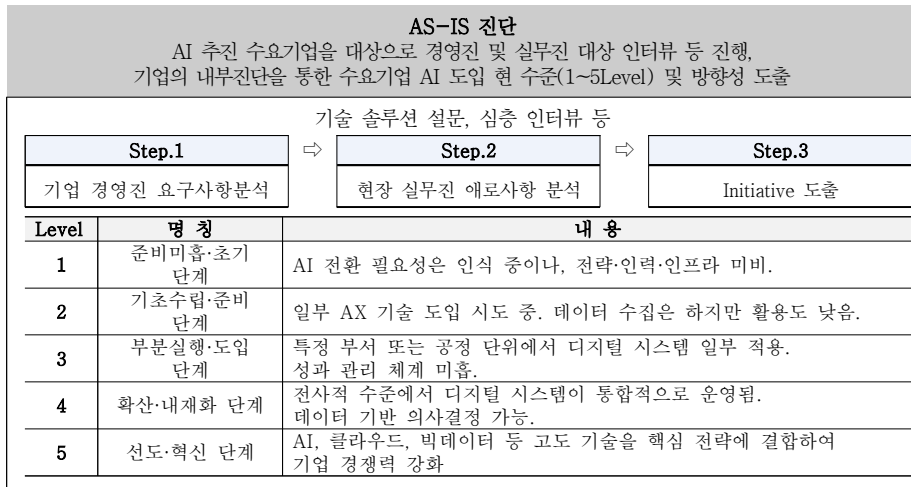 AS-IS 진단
AI 추진 수요기업을 대상으로 경영진 및 실무진 대상 인터뷰 등 진행,
기업의 내부진단을 통한 수요기업 AI 도입 현 수준(1~5Level) 및 방향성 도출
기술 솔루션 설문, 심층 인터뷰 등
Step.1 ⇨ Step.2 ⇨ Step.3
기업 경영진 요구사항분석 현장 실무진 애로사항 분석 Initiative 도출
Level 명 칭 내 용
1 준비미흡·초기 단계 AI 전환 필요성은 인식 중이나, 전략·인력·인프라 미비.
2 기초수립·준비 단계 일부 AX 기술 도입 시도 중. 데이터 수집은 하지만 활용도 낮음.
3 부분실행·도입 단계 특정 부서 또는 공정 단위에서 디지털 시스템 일부 적용.
성과 관리 체계 미흡.
4 확산·내재화 단계 전사적 수준에서 디지털 시스템이 통합적으로 운영됨.
데이터 기반 의사결정 가능.
5 선도·혁신 단계 AI, 클라우드, 빅데이터 등 고도 기술을 핵심 전략에 결합하여
기업 경쟁력 강화